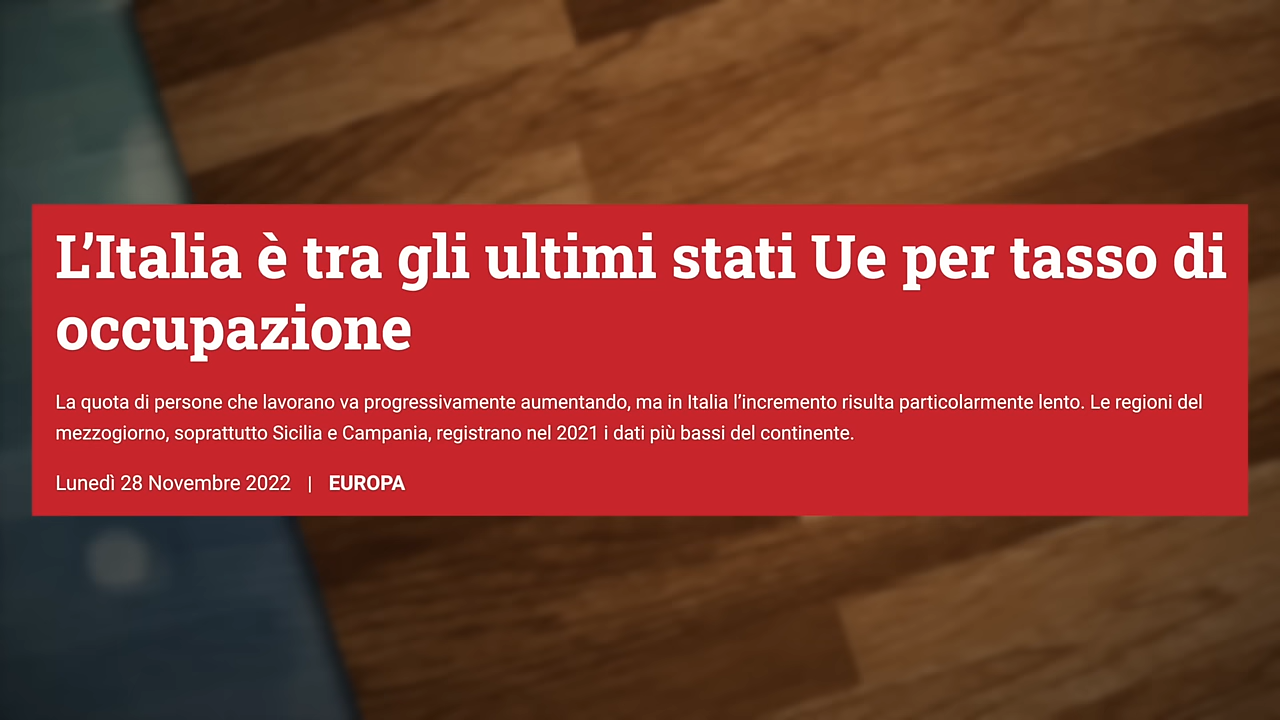 L’Italia è tra gli ultimi stati Ue per tasso di
occupazione
La quota di persone che lavorano va progressivamente aumentando, ma in Italia l’incremento risulta particolarmente lento. Le regioni del
mezzogiorno, soprattutto Sicilia e Campania, registrano nel 2021 i dati più bassi del continente.
Lunedì 28 Novembre 2022 | EUROPA